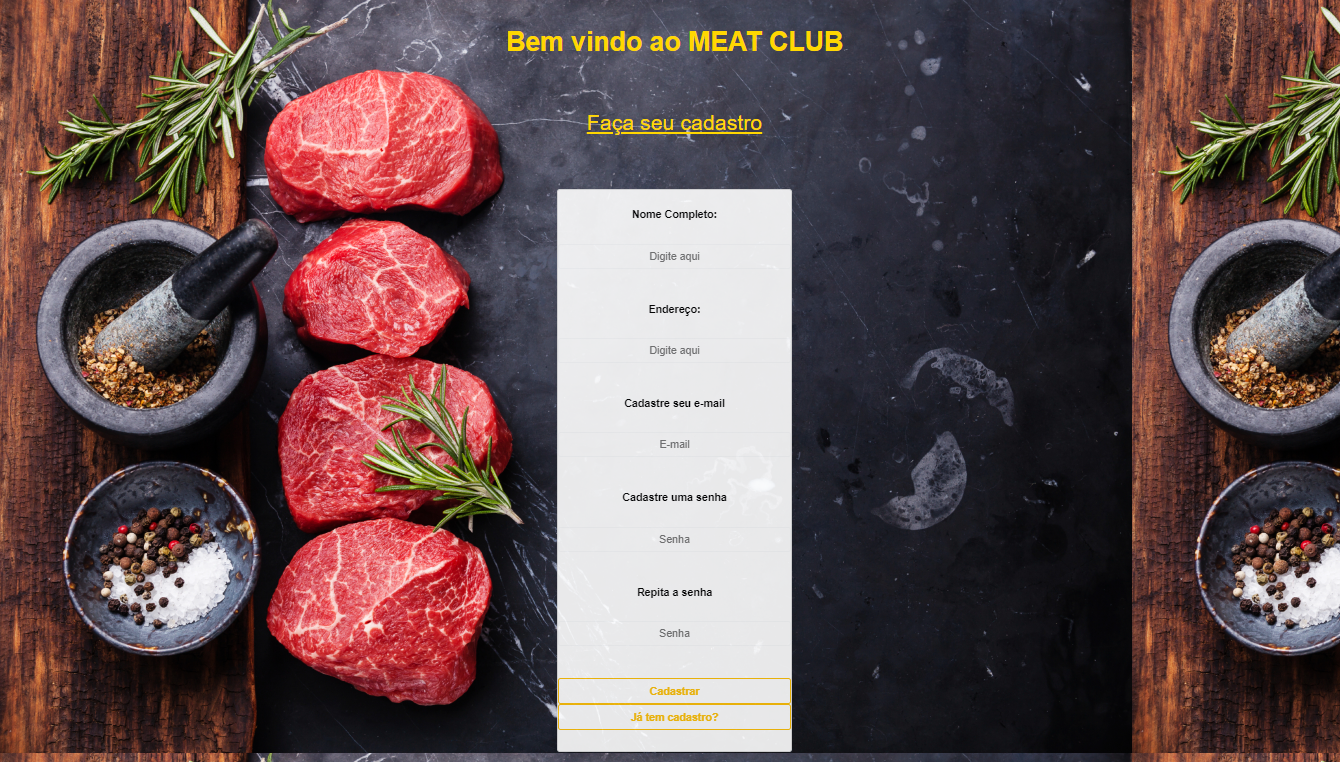 Bem vindo ao MEAT CLUB
Faça seu cadastro
Nome Completo:
Digite aqui
Endereço:
Digite aqui
Cadastre seu e-mail
E-mail
Cadastre uma senha
Senha
Repita a senha
Senha
Cadastrar
Já tem cadastro?